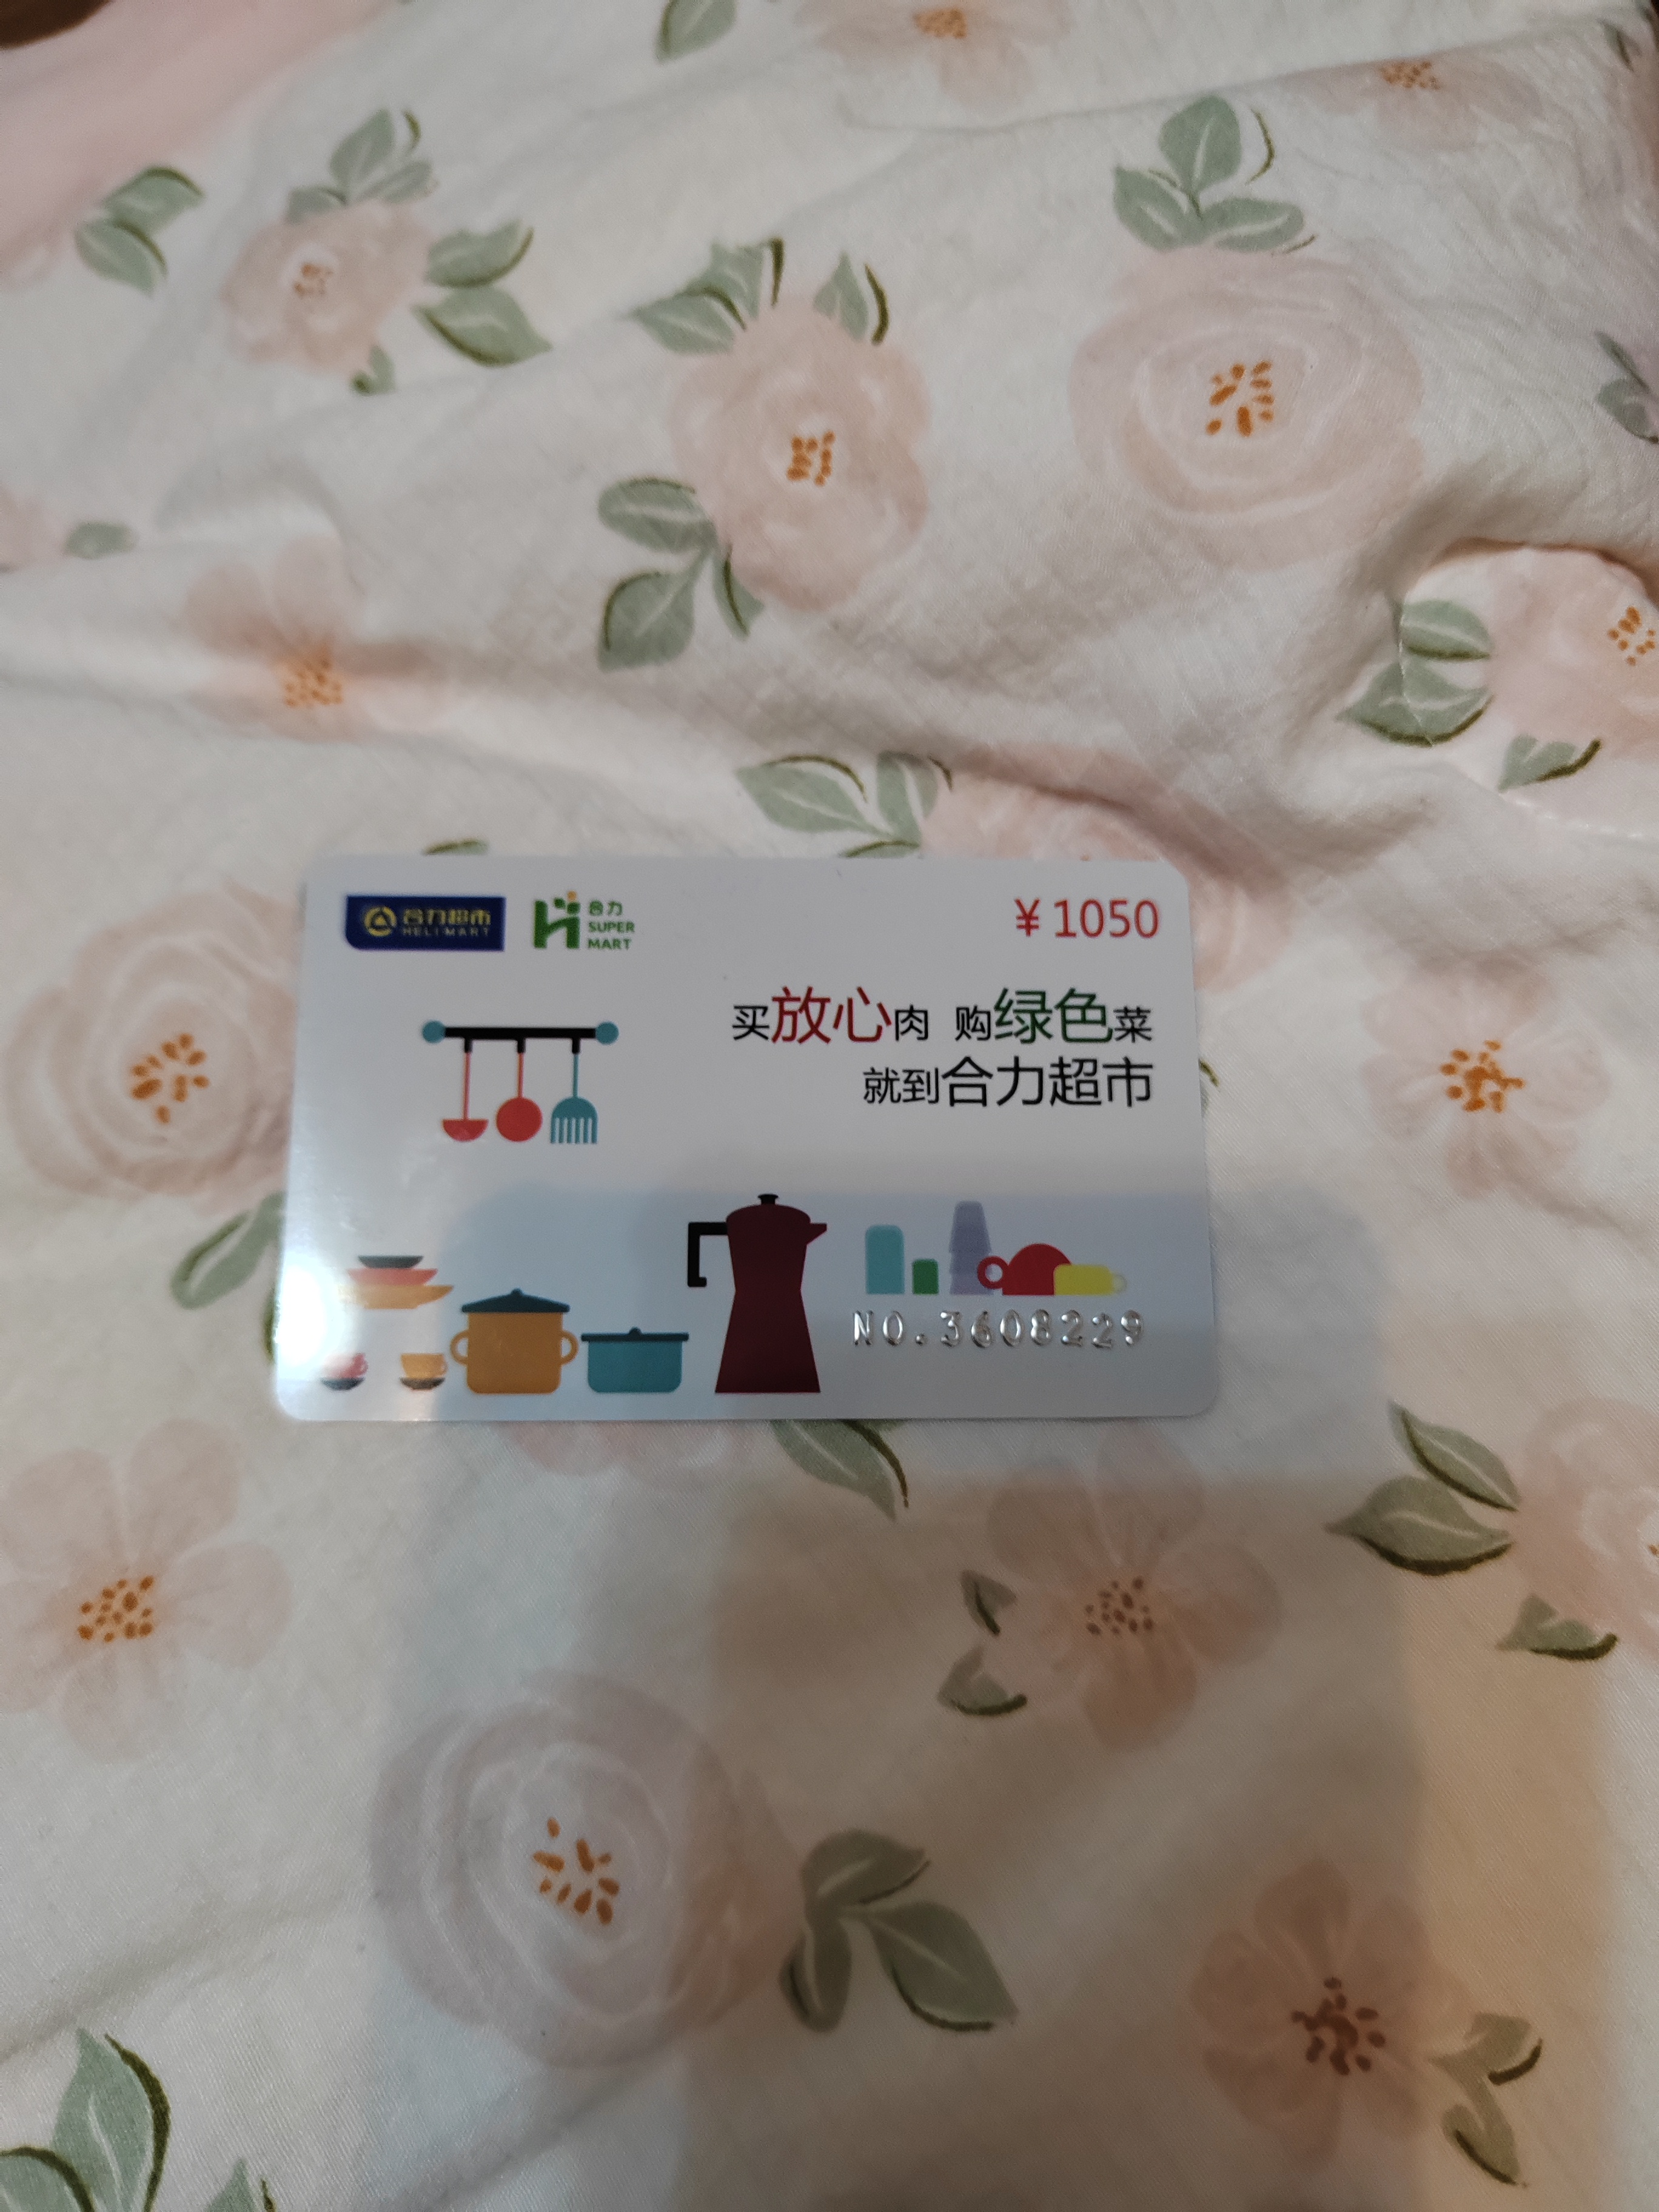 合力超市
HELI·MART
合力
SUPER
MART
￥1050
买放心肉 购绿色菜
就到合力超市
NO.3608229